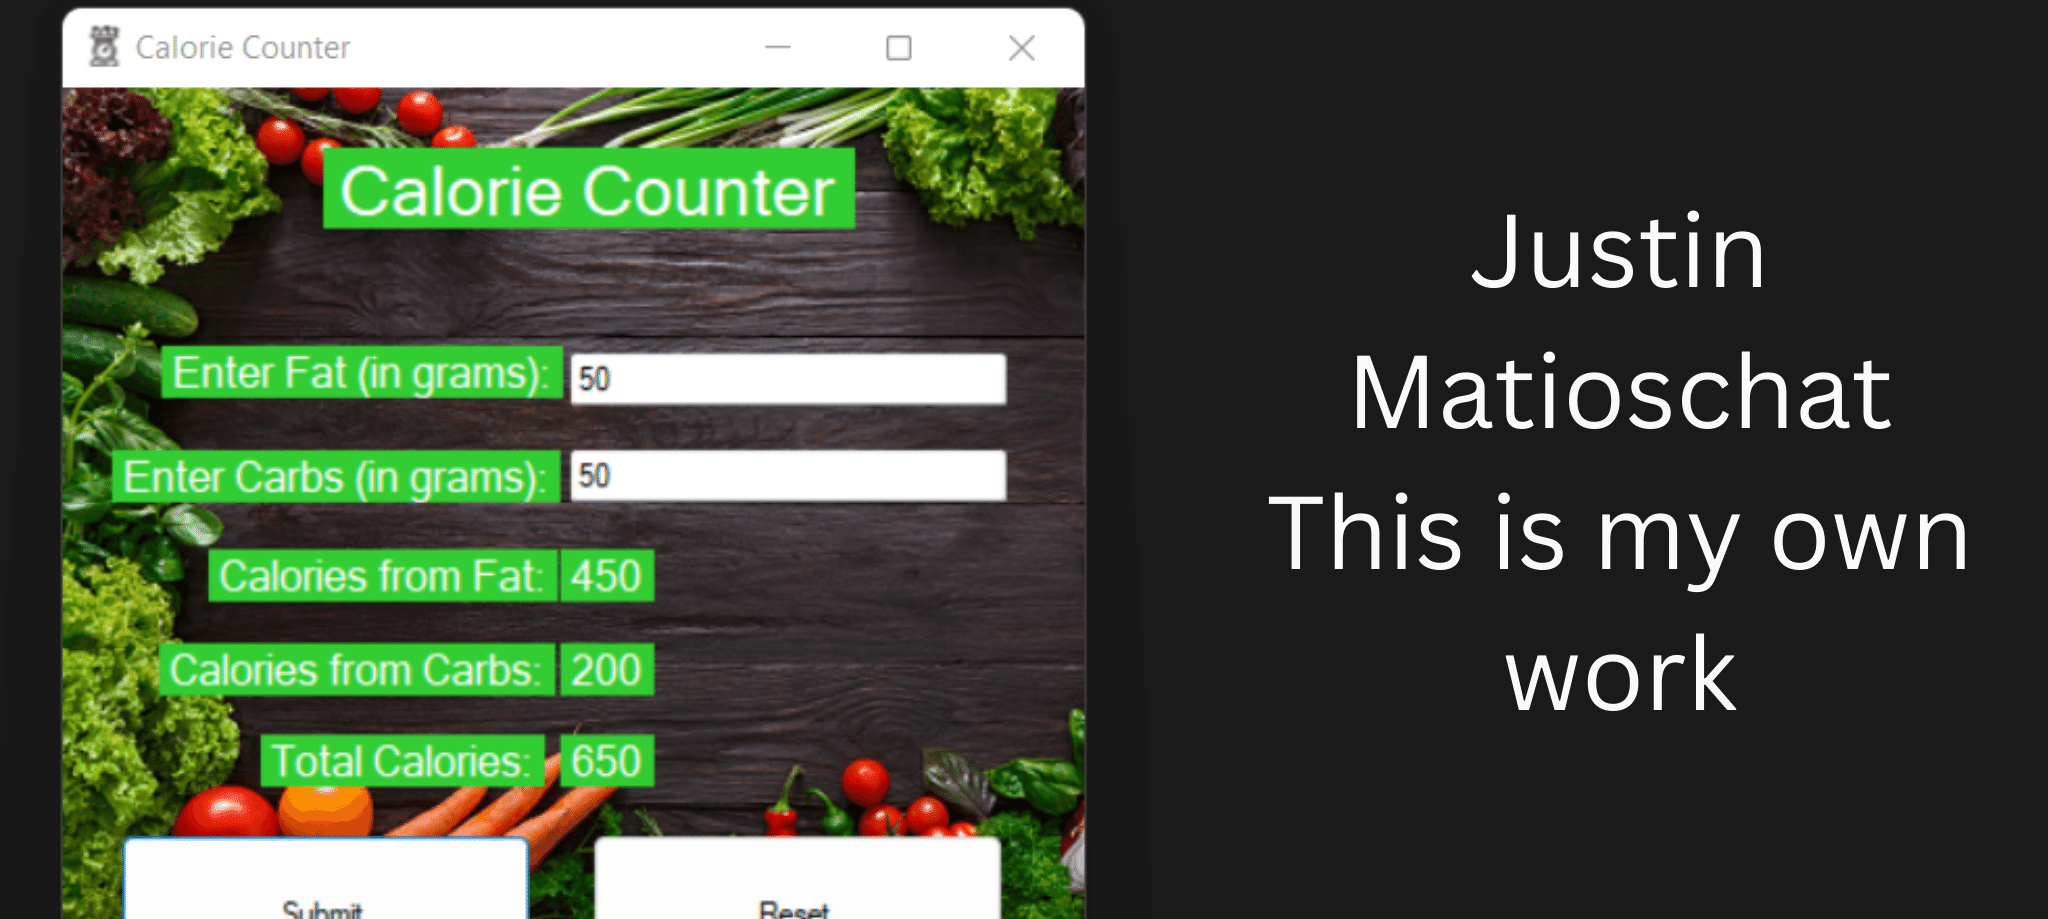 Calorie Counter
Calorie Counter
Enter Fat (in grams): 50
Enter Carbs (in grams): 50
Calories from Fat: 450
Calories from Carbs: 200
Total Calories: 650
Submit Reset
Justin
Matioschat
This is my own
work